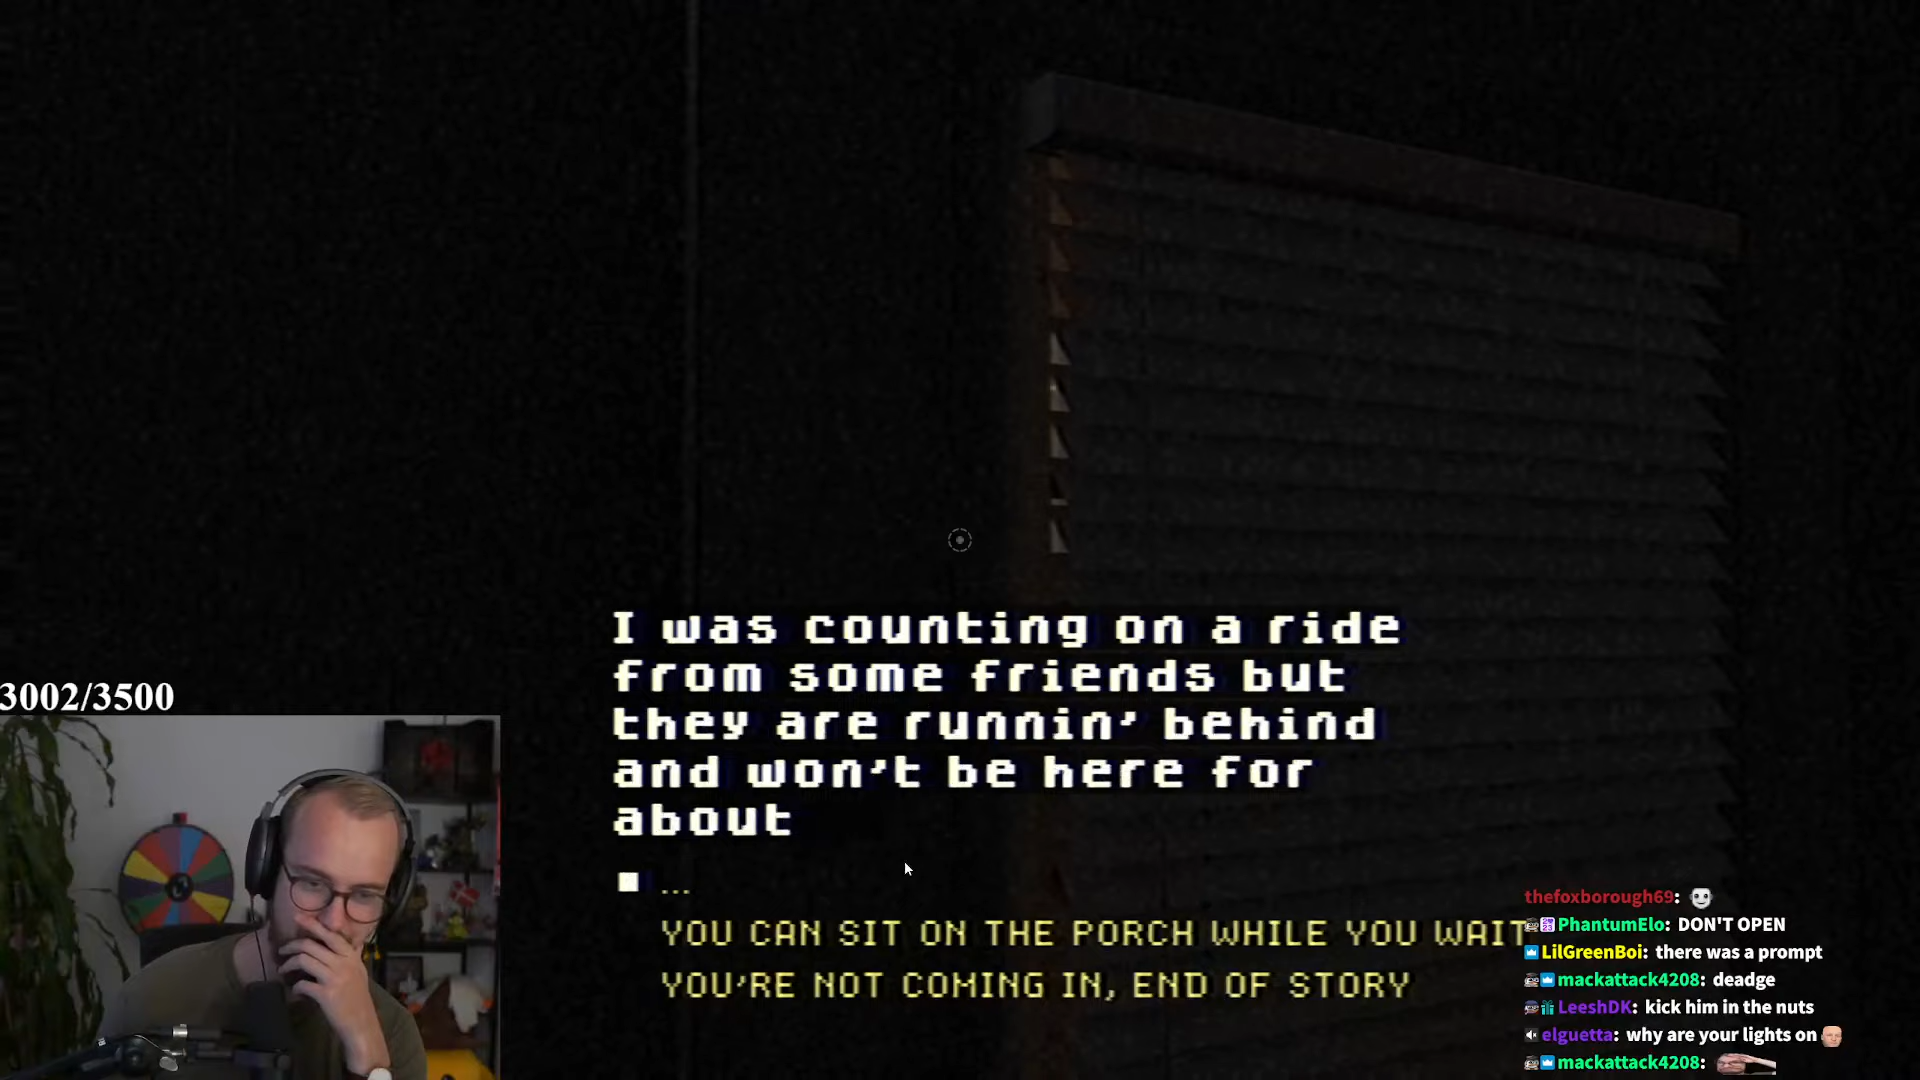 I was counting on a ride
from some friends but
they are runnin' behind
and won't be here for
about
...
YOU CAN SIT ON THE PORCH WHILE YOU WAIT
YOU'RE NOT COMING IN, END OF STORY
3002/3500
thefoxborough69:
PhantumElo: DON'T OPEN
LilGreenBoi: there was a prompt
mackattack4208: deadge
LeeshDK: kick him in the nuts
elguetta: why are your lights on
mackattack4208: